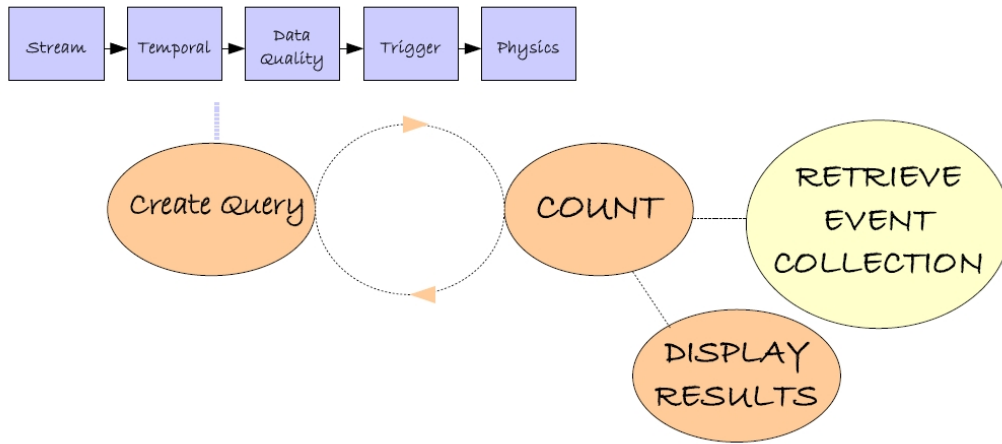 Stream
Temporal
Data
Quality
Trigger
Physics
Create Query
COUNT
RETRIEVE
EVENT
COLLECTION
DISPLAY
RESULTS